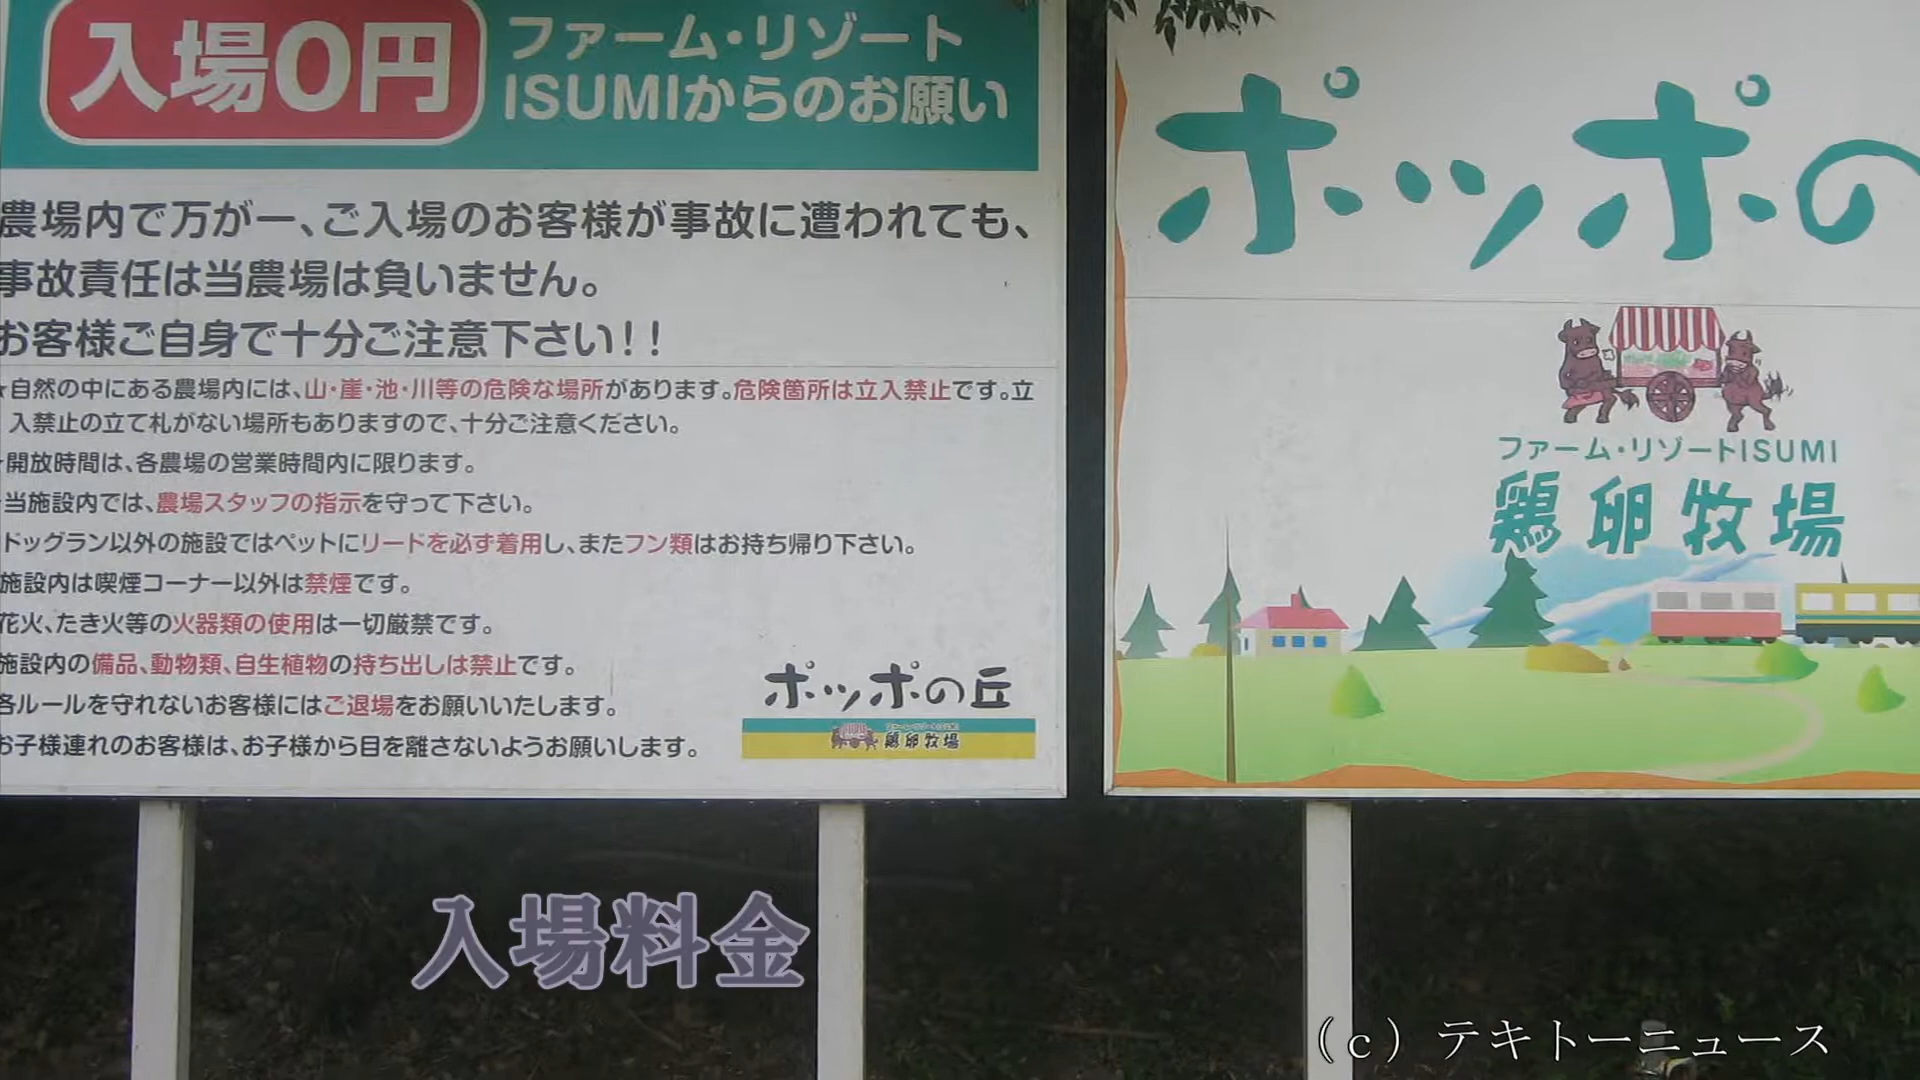 入場0円
ファーム・リゾート
ISUMIからのお願い
農場内で万が一、ご入場のお客様が事故に遭われても、
事故責任は当農場は負いません。
お客様ご自身で十分ご注意下さい!!
★自然の中にある農場内には、山・崖・池・川等の危険な場所があります。危険箇所は立入禁止です。立
入禁止の立て札がない場所もありますので、十分ご注意ください。
開放時間は、各農場の営業時間内に限ります。
当施設内では、農場スタッフの指示を守って下さい。
ドッグラン以外の施設ではペットにリードを必ず着用し、またフン類はお持ち帰り下さい。
施設内は喫煙コーナー以外は禁煙です。
花火、たき火等の火器類の使用は一切厳禁です。
施設内の備品、動物類、自生植物の持ち出しは禁止です。
各ルールを守れないお客様にはご退場をお願いいたします。
お子様連れのお客様は、お子様から目を離さないようお願いします。
ポッポの丘
鶏卵牧場
ポッポの
ファーム・リゾートISUMI
鶏卵牧場
入場料金
（c）テキトーニュース